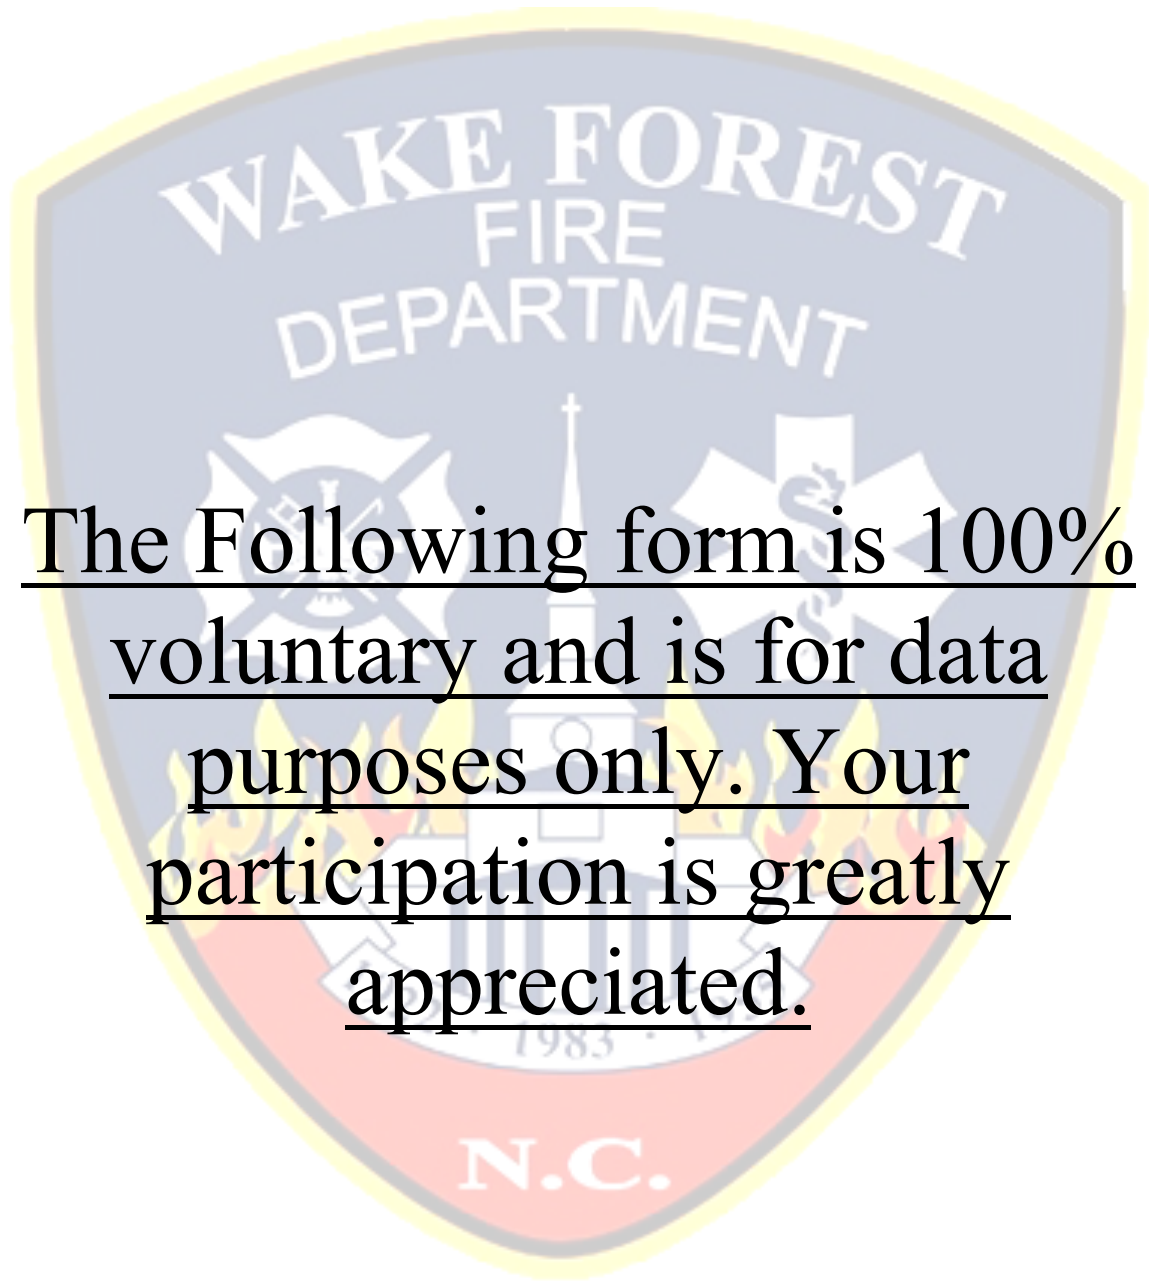 WAKE FOREST
FIRE
DEPARTMENT
The Following form is 100%
voluntary and is for data
purposes only. Your
participation is greatly
appreciated.
· 1983 ·
N.C.